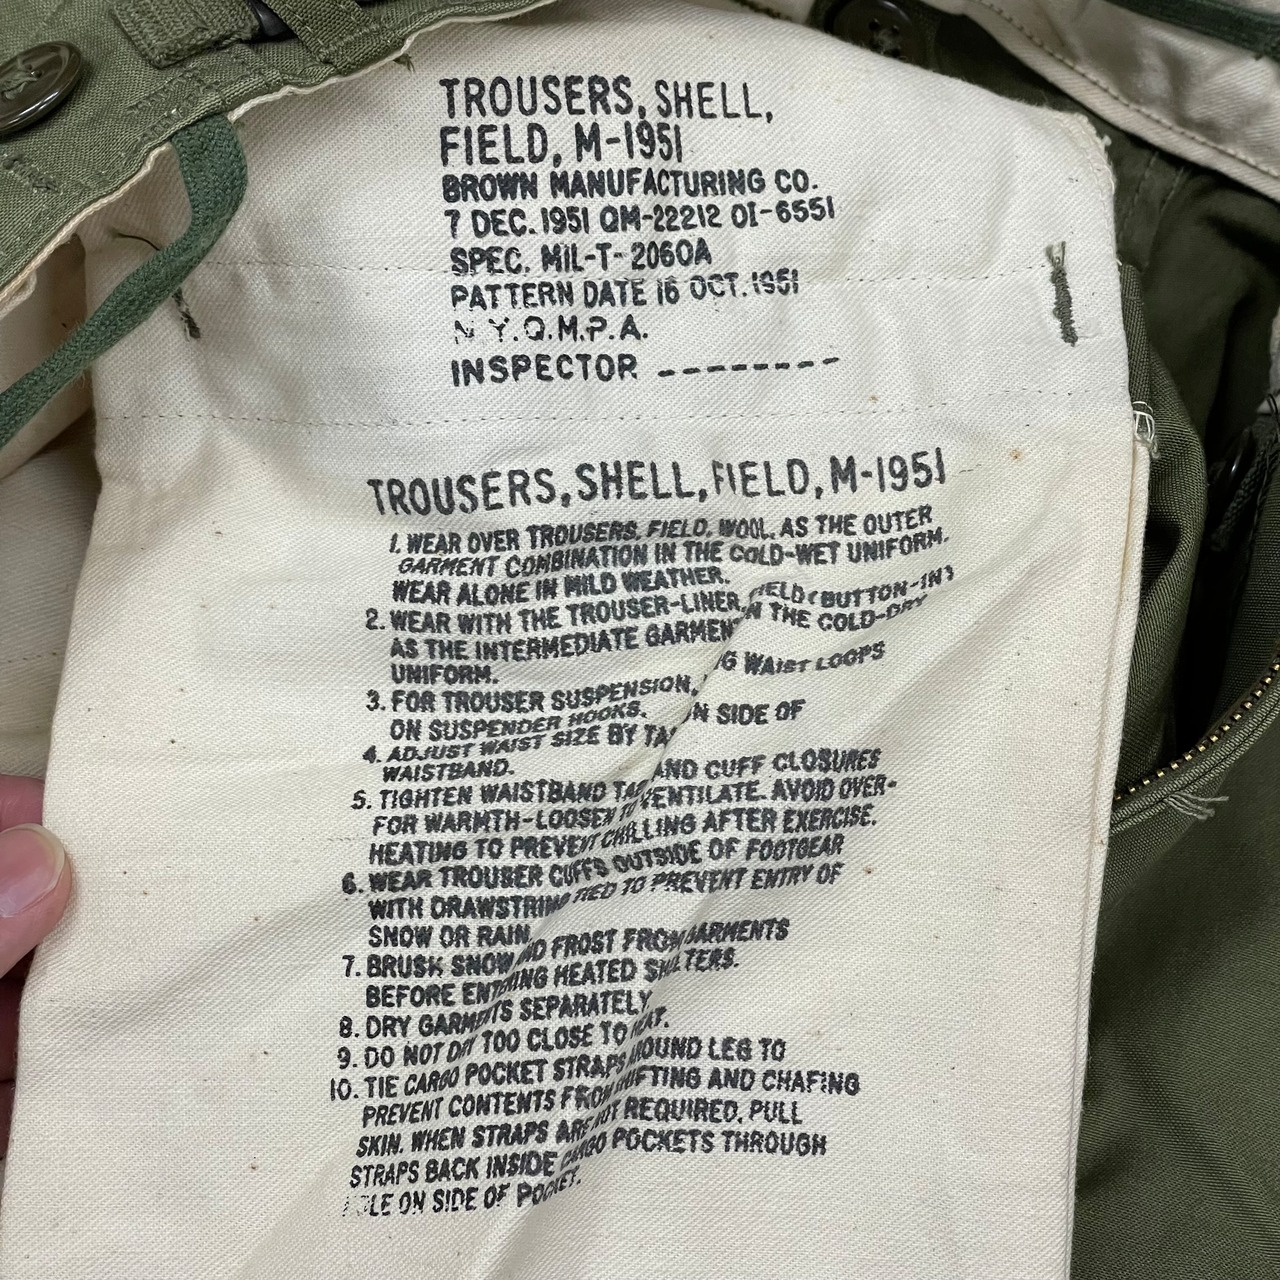 TROUSERS, SHELL,
FIELD, M-1951
BROWN MANUFACTURING CO.
7 DEC. 1951 QM-22212 OI-6551
SPEC. MIL-T-2060A
PATTERN DATE 16 OCT. 1951
N.Y.Q.M.P.A.
INSPECTOR --------
TROUSERS, SHELL, FIELD, M-1951
1. WEAR OVER TROUSERS, FIELD, WOOL, AS THE OUTER
GARMENT COMBINATION IN THE COLD-WET UNIFORM.
WEAR ALONE IN MILD WEATHER.
2. WEAR WITH THE TROUSER-LINER, FIELD (BUTTON-IN)
AS THE INTERMEDIATE GARMENT IN THE COLD-DRY
UNIFORM.
3. FOR TROUSER SUSPENSION, WAIST LOOPS
ON SUSPENDER HOOKS.
4. ADJUST WAIST SIZE BY ON SIDE OF
WAISTBAND.
5. TIGHTEN WAISTBAND TAB AND CUFF CLOSURES
FOR WARMTH-LOOSEN TO VENTILATE. AVOID OVER-
HEATING TO PREVENT CHILLING AFTER EXERCISE.
6. WEAR TROUSER CUFFS OUTSIDE OF FOOTGEAR
WITH DRAWSTRING TIED TO PREVENT ENTRY OF
SNOW OR RAIN.
7. BRUSH SNOW AND FROST FROM GARMENTS
BEFORE ENTERING HEATED SHELTERS.
8. DRY GARMENTS SEPARATELY.
9. DO NOT DRY TOO CLOSE TO HEAT.
10. TIE CARGO POCKET STRAPS AROUND LEG TO
PREVENT CONTENTS FROM SHIFTING AND CHAFING
SKIN. WHEN STRAPS ARE NOT REQUIRED, PULL
STRAPS BACK INSIDE CARGO POCKETS THROUGH
HOLE ON SIDE OF POCKET.